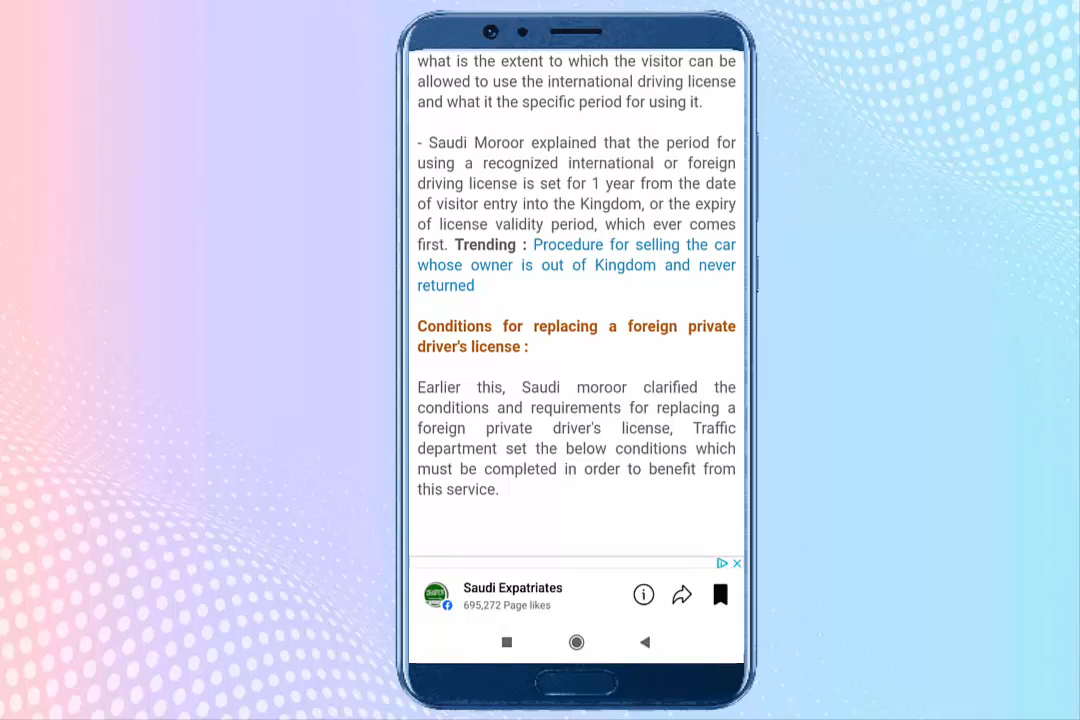 what is the extent to which the visitor can be
allowed to use the international driving license
and what it the specific period for using it.
- Saudi Moroor explained that the period for
using a recognized international or foreign
driving license is set for 1 year from the date
of visitor entry into the Kingdom, or the expiry
of license validity period, which ever comes
first. Trending : Procedure for selling the car
whose owner is out of Kingdom and never
returned
Conditions for replacing a foreign private
driver's license :
Earlier this, Saudi moroor clarified the
conditions and requirements for replacing a
foreign private driver's license, Traffic
department set the below conditions which
must be completed in order to benefit from
this service.
Saudi Expatriates
695,272 Page likes